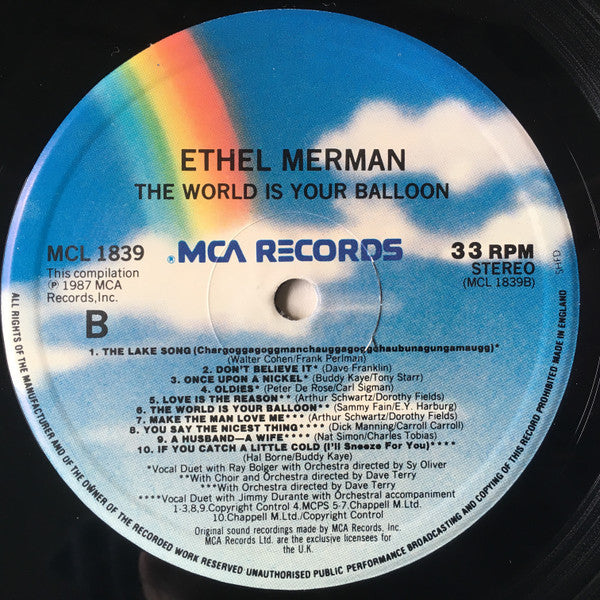 ETHEL MERMAN
THE WORLD IS YOUR BALLOON
MCL 1839
® MCA RECORDS
33 RPM
STEREO
(MCL 1839B)
This compilation
℗ 1987 MCA
Records,Inc.
B
SHED
1. THE LAKE SONG (Chargoggagoggmanchauggagoggchaubunagungamaugg)*
(Walter Cohen/Frank Perlman)
2. DON'T BELIEVE IT* (Dave Franklin)
3. ONCE UPON A NICKEL* (Buddy Kaye/Tony Starr)
4. OLDIES* (Peter De Rose/Carl Sigman)
5. LOVE IS THE REASON** (Arthur Schwartz/Dorothy Fields)
6. THE WORLD IS YOUR BALLOON** (Sammy Fain/E.Y. Harburg)
7. MAKE THE MAN LOVE ME*** (Arthur Schwartz/Dorothy Fields)
8. YOU SAY THE NICEST THING**** (Dick Manning/Carroll Carroll)
9. A HUSBAND—A WIFE**** (Nat Simon/Charles Tobias)
10. IF YOU CATCH A LITTLE COLD (I'll Sneeze For You)****
(Hal Borne/Buddy Kaye)
*Vocal Duet with Ray Bolger with Orchestra directed by Sy Oliver
**With Choir and Orchestra directed by Dave Terry
***With Orchestra directed by Dave Terry
****Vocal Duet with Jimmy Durante with Orchestral accompaniment
1-3,8,9.Copyright Control 4.MCPS 5-7.Chappell M.Ltd./
10.Chappell M.Ltd./Copyright Control
Original sound recordings made by MCA Records, Inc.
MCA Records Ltd. are the exclusive licensees for
the U.K.
ALL RIGHTS OF THE MANUFACTURER AND OF THE OWNER OF THE RECORDED WORK RESERVED·UNAUTHORISED PUBLIC PERFORMANCE BROADCASTING AND COPYING OF THIS RECORD PROHIBITED MADE IN ENGLAND